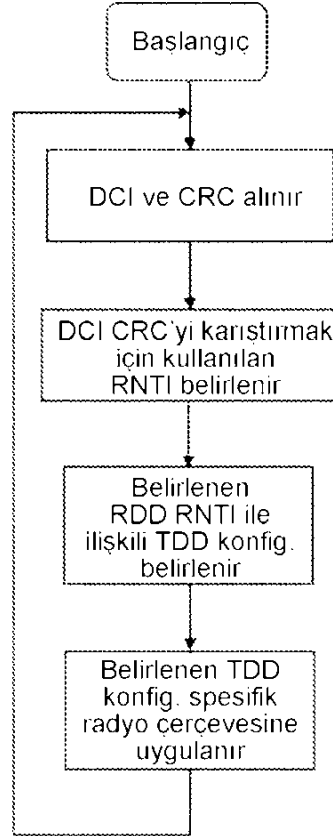 Başlangıç
DCI ve CRC alınır
DCI CRC'yi karıştırmak
için kullanılan
RNTI belirlenir
Belirlenen
RDD RNTI ile
ilişkili TDD konfig.
belirlenir
Belirlenen TDD
konfig. spesifik
radyo çerçevesine
uygulanır